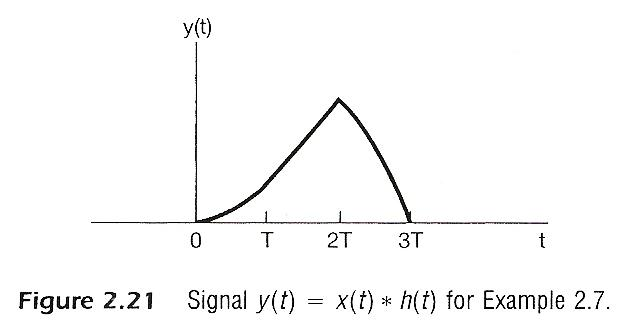 y(t)
0 T 2T 3T t
Figure 2.21 Signal y(t) = x(t) * h(t) for Example 2.7.